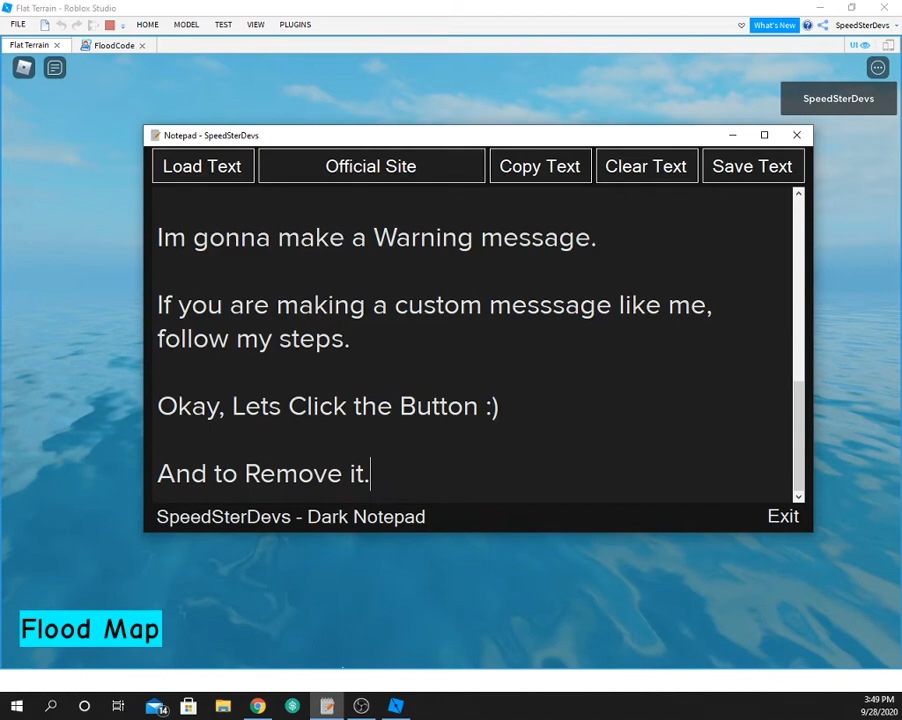 Flat Terrain - Roblox Studio
FILE HOME MODEL TEST VIEW PLUGINS What's New SpeedSterDevs
Flat Terrain FloodCode UI
SpeedSterDevs
Notepad - SpeedSterDevs
Load Text Official Site Copy Text Clear Text Save Text
Im gonna make a Warning message.
If you are making a custom messsage like me,
follow my steps.
Okay, Lets Click the Button :)
And to Remove it.
SpeedSterDevs - Dark Notepad Exit
Flood Map
14
3:49 PM
9/28/2020